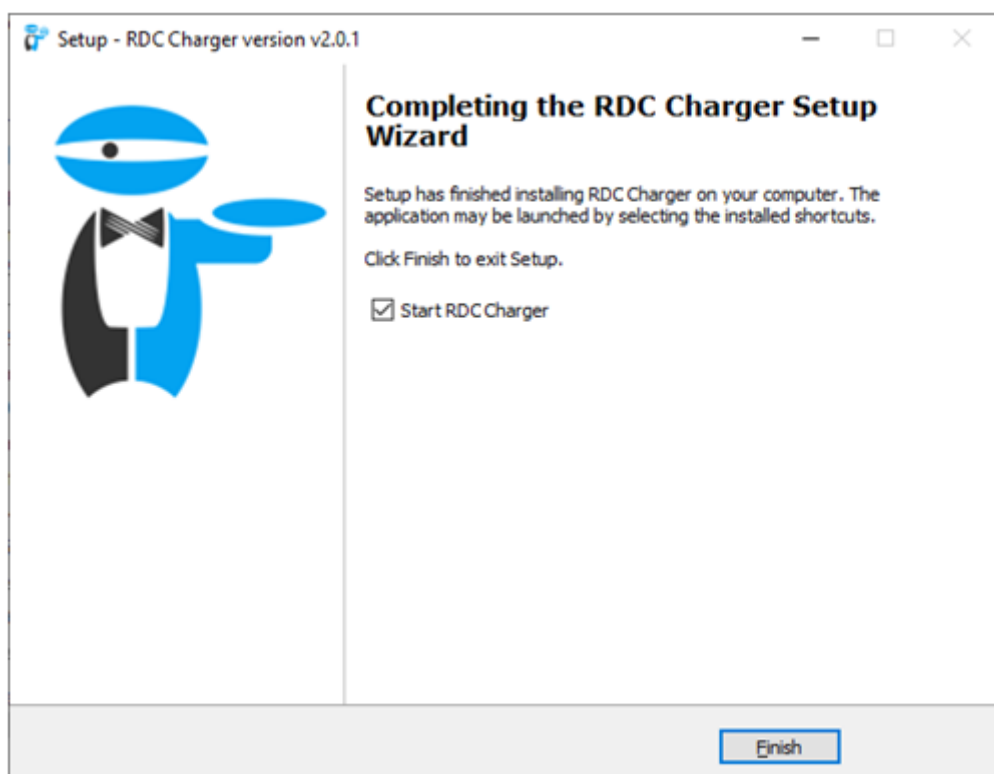 Setup - RDC Charger version v2.0.1
Completing the RDC Charger Setup
Wizard
Setup has finished installing RDC Charger on your computer. The
application may be launched by selecting the installed shortcuts.
Click Finish to exit Setup.
Start RDC Charger
Finish